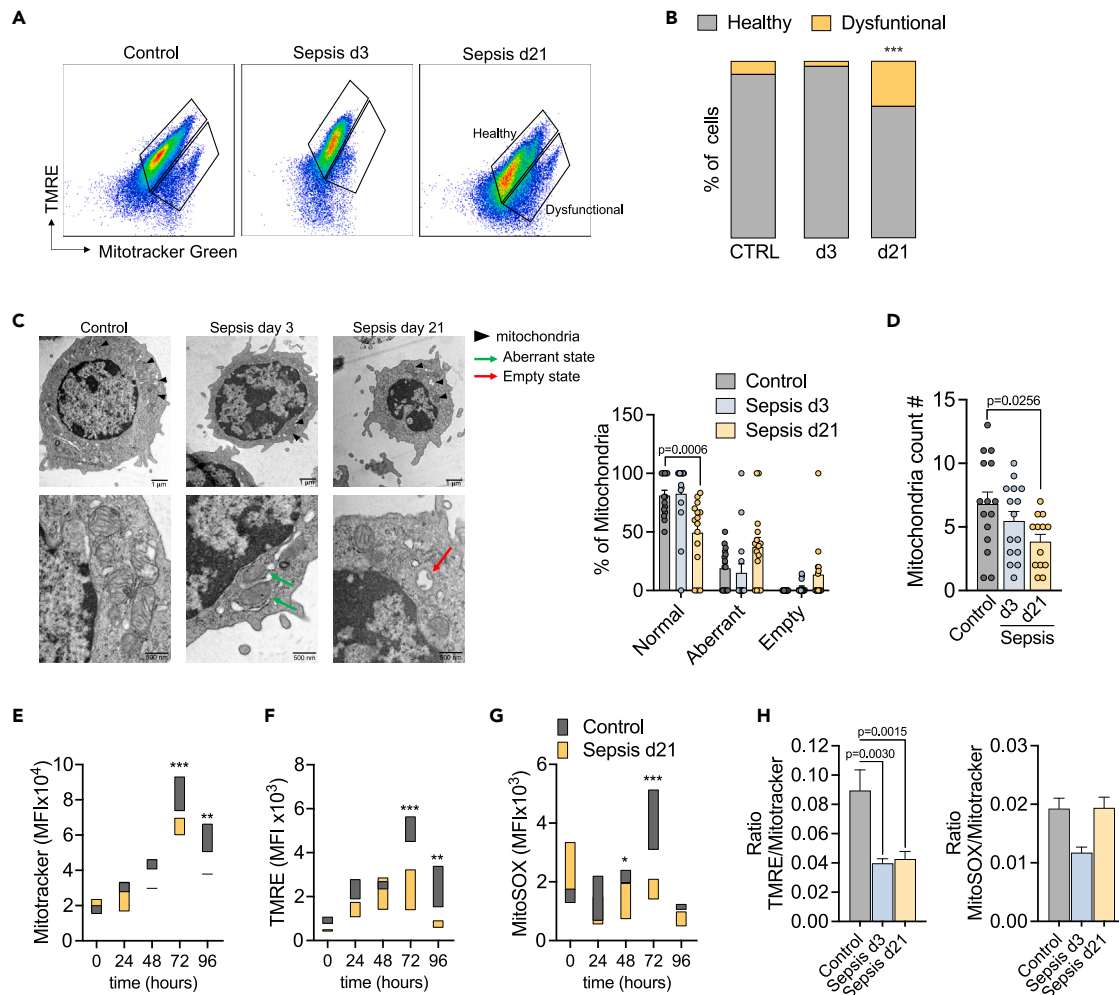 A
Control
Sepsis d3
Sepsis d21
Healthy
Dysfunctional
TMRE
Mitotracker Green
B
Healthy
Dysfuntional
***
% of cells
CTRL
d3
d21
C
Control
Sepsis day 3
Sepsis day 21
mitochondria
Aberrant state
Empty state
1 µm
1 µm
1 µm
500 nm
500 nm
500 nm
Control
Sepsis d3
Sepsis d21
% of Mitochondria
150
100
50
0
p=0.0006
Normal
Aberrant
Empty
D
Mitochondria count #
15
10
5
0
p=0.0256
Control
d3
d21
Sepsis
E
Mitotracker (MFIx10⁴)
10
8
6
4
2
0
***
**
0
24
48
72
96
time (hours)
F
TMRE (MFI x10³)
8
6
4
2
0
***
**
0
24
48
72
96
time (hours)
G
Control
Sepsis d21
MitoSOX (MFIx10³)
6
4
2
0
*
***
0
24
48
72
96
time (hours)
H
Ratio
TMRE/Mitotracker
0.12
0.10
0.08
0.06
0.04
0.02
0.00
p=0.0015
p=0.0030
Control
Sepsis d3
Sepsis d21
Ratio
MitoSOX/Mitotracker
0.03
0.02
0.01
0.00
Control
Sepsis d3
Sepsis d21